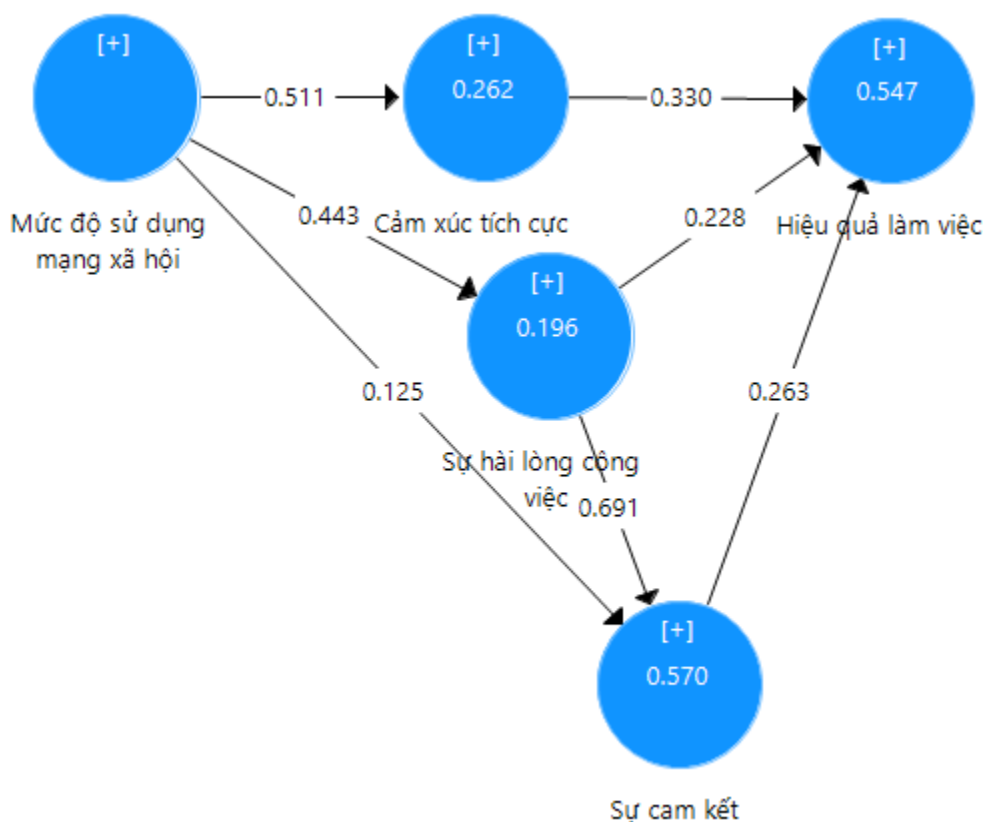 [+]
[+]
0.262
[+]
0.547
0.511
0.330
Mức độ sử dụng
mạng xã hội
0.443
Cảm xúc tích cực
0.228
Hiệu quả làm việc
[+]
0.196
0.125
0.263
Sự hài lòng công
việc
0.691
[+]
0.570
Sự cam kết